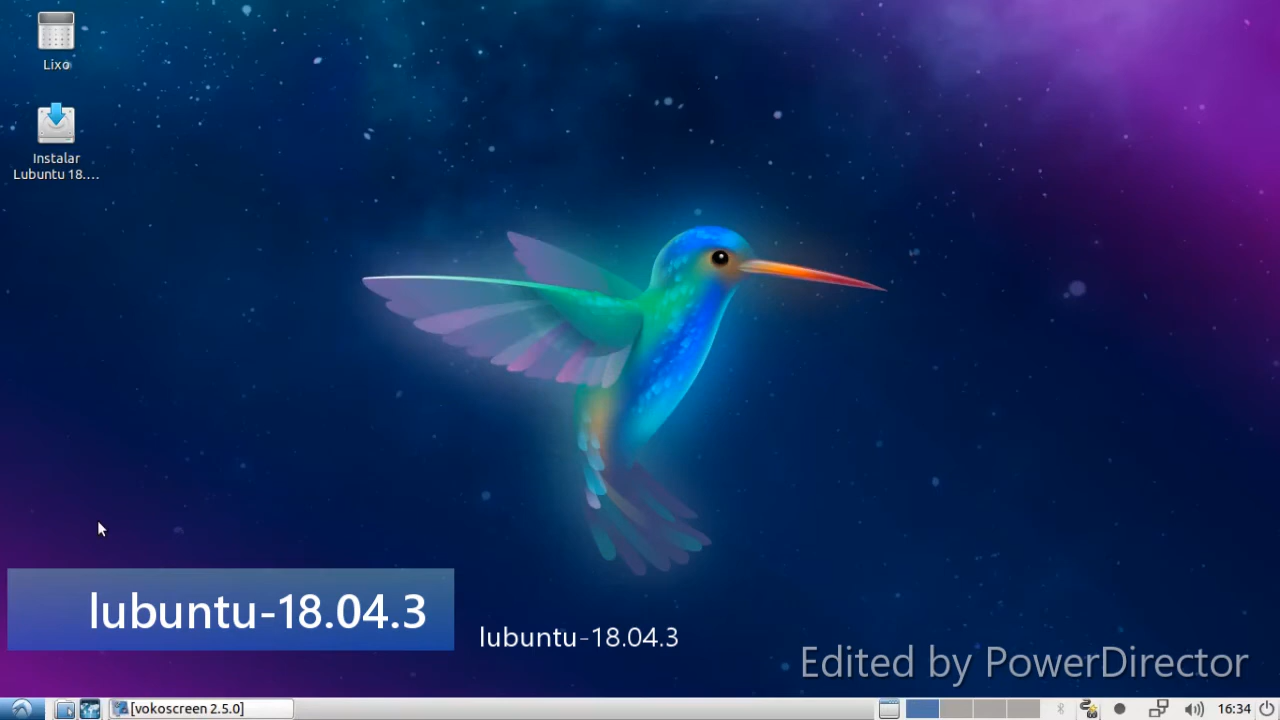 Lixo
Instalar
Lubuntu 18....
lubuntu-18.04.3
lubuntu-18.04.3
Edited by PowerDirector
[vokoscreen 2.5.0]
16:34